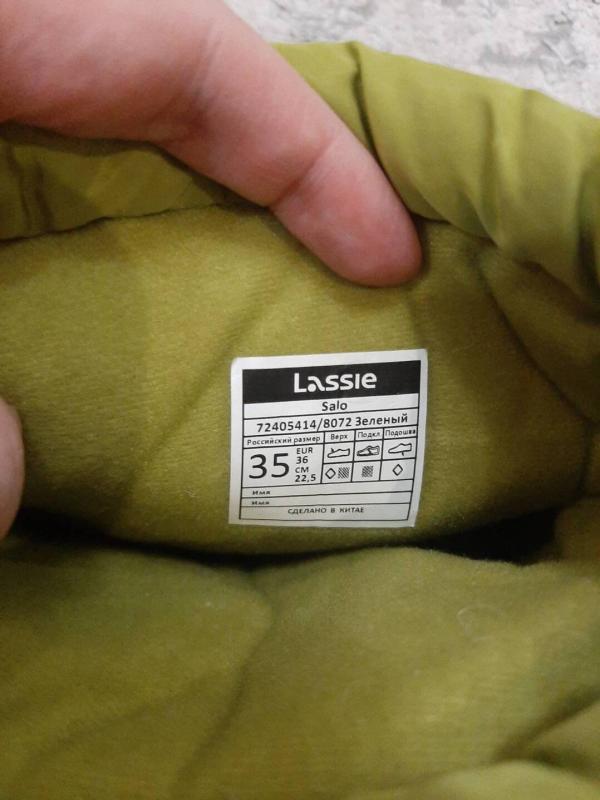 Lassie
Salo
72405414/8072 Зеленый
Российский размер Верх Подкл Подошва
35 EUR
36
СМ
22,5
Имя
Имя
СДЕЛАНО В КИТАЕ